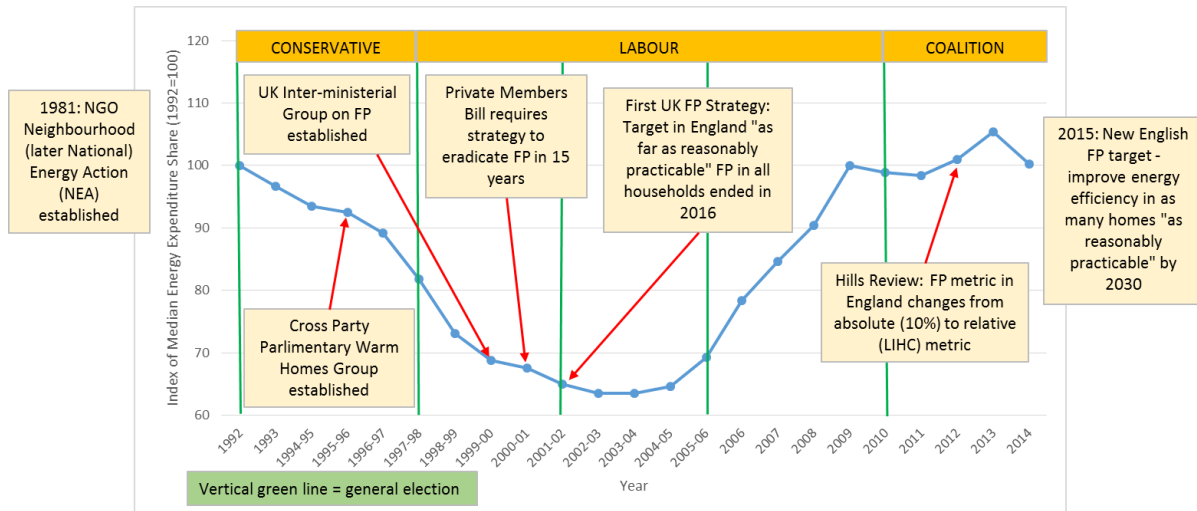 120
CONSERVATIVE
LABOUR
COALITION
1981: NGO
Neighbourhood
(later National)
Energy Action
(NEA)
established
UK Inter-ministerial
Group on FP
established
Private Members
Bill requires
strategy to
eradicate FP in 15
years
First UK FP Strategy:
Target in England "as
far as reasonably
practicable" FP in all
households ended in
2016
2015: New English
FP target -
improve energy
efficiency in as
many homes "as
reasonably
practicable" by
2030
Cross Party
Parlimentary Warm
Homes Group
established
Hills Review: FP metric in
England changes from
absolute (10%) to relative
(LIHC) metric
Index of Median Energy Expenditure Share (1992=100)
110
100
90
80
70
60
1992
1993
1994-95
1995-96
1996-97
1997-98
1998-99
1999-00
2000-01
2001-02
2002-03
2003-04
2004-05
2005-06
2006
2007
2008
2009
2010
2011
2012
2013
2014
Year
Vertical green line = general election